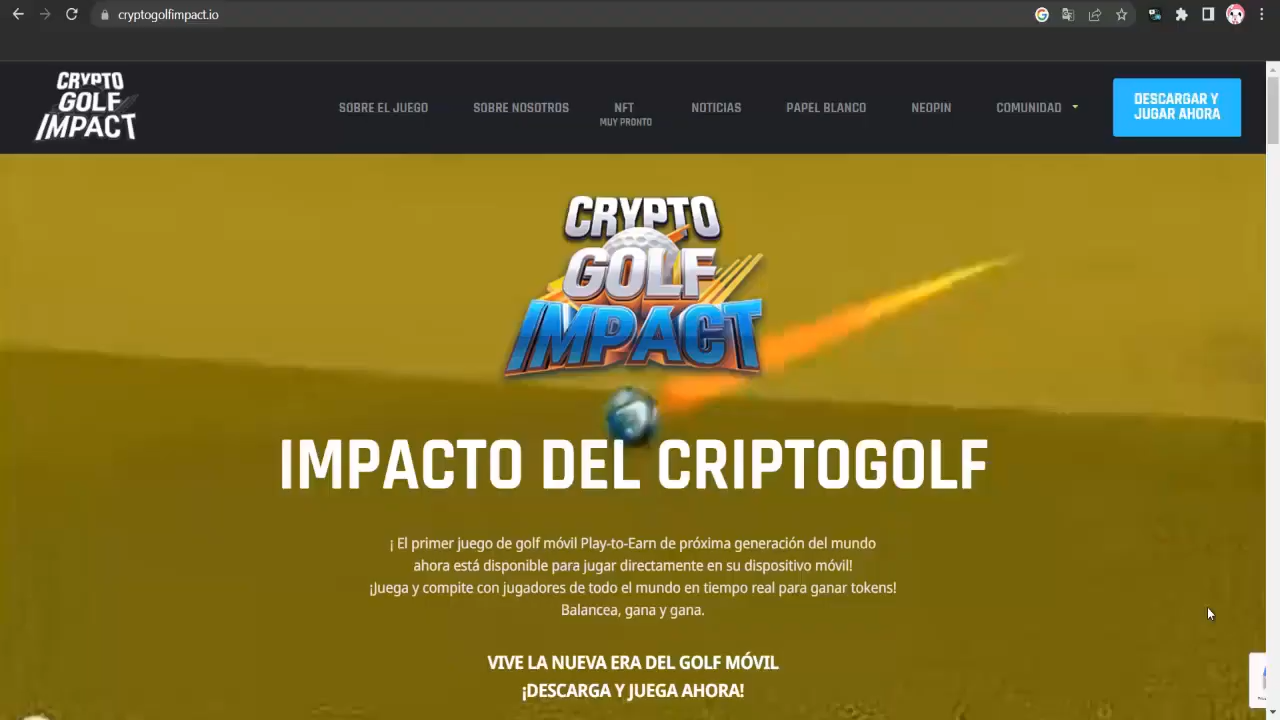 cryptogolfimpact.io
CRYPTO
GOLF
IMPACT
SOBRE EL JUEGO
SOBRE NOSOTROS
NFT
MUY PRONTO
NOTICIAS
PAPEL BLANCO
NEOPIN
COMUNIDAD
DESCARGAR Y
JUGAR AHORA
CRYPTO
GOLF
IMPACT
IMPACTO DEL CRIPTOGOLF
¡ El primer juego de golf móvil Play-to-Earn de próxima generación del mundo
ahora está disponible para jugar directamente en su dispositivo móvil!
¡Juega y compite con jugadores de todo el mundo en tiempo real para ganar tokens!
Balancea, gana y gana.
VIVE LA NUEVA ERA DEL GOLF MÓVIL
¡DESCARGA Y JUEGA AHORA!